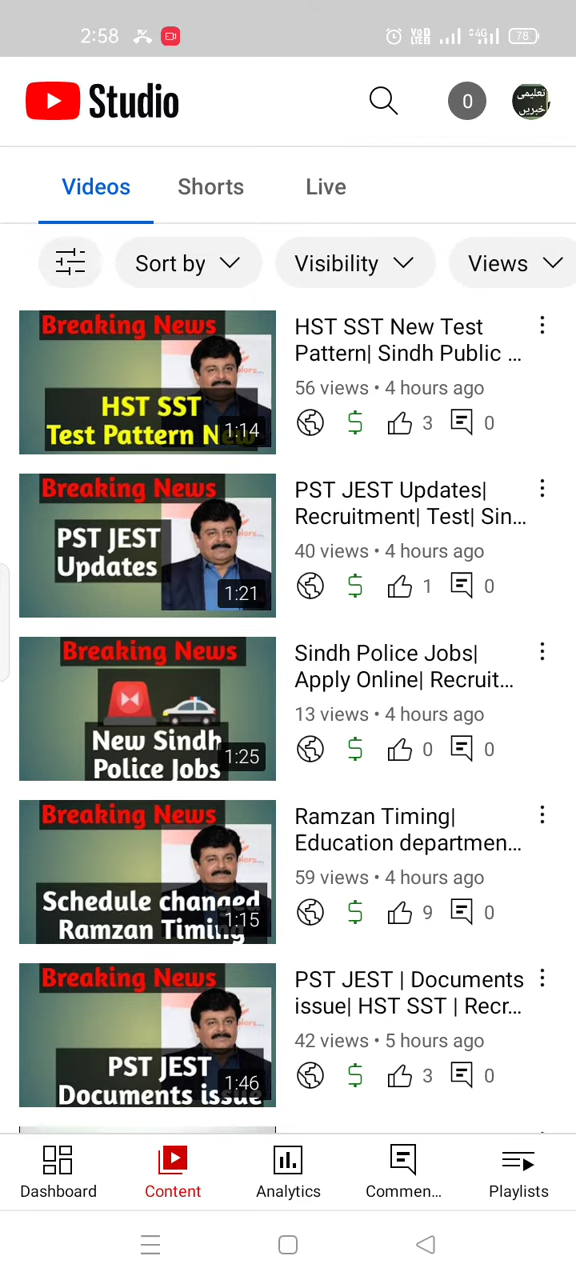 2:58
VoD
LTED
4G
78
Studio
0
تعلیمی
خبریں
Videos
Shorts
Live
Sort by
Visibility
Views
Breaking News
HST SST
Test Pattern N
1:14
HST SST New Test
Pattern| Sindh Public ...
56 views • 4 hours ago
3
0
Breaking News
PST JEST
Updates
1:21
PST JEST Updates|
Recruitment| Test| Sin...
40 views • 4 hours ago
1
0
Breaking News
New Sindh
Police Jobs
1:25
Sindh Police Jobs|
Apply Online| Recruit...
13 views • 4 hours ago
0
0
Breaking News
Schedule changed
Ramzan Timing
1:15
Ramzan Timing|
Education departmen...
59 views • 4 hours ago
9
0
Breaking News
PST JEST
Documents issue
1:46
PST JEST | Documents
issue| HST SST | Recr...
42 views • 5 hours ago
3
0
Dashboard
Content
Analytics
Commen...
Playlists